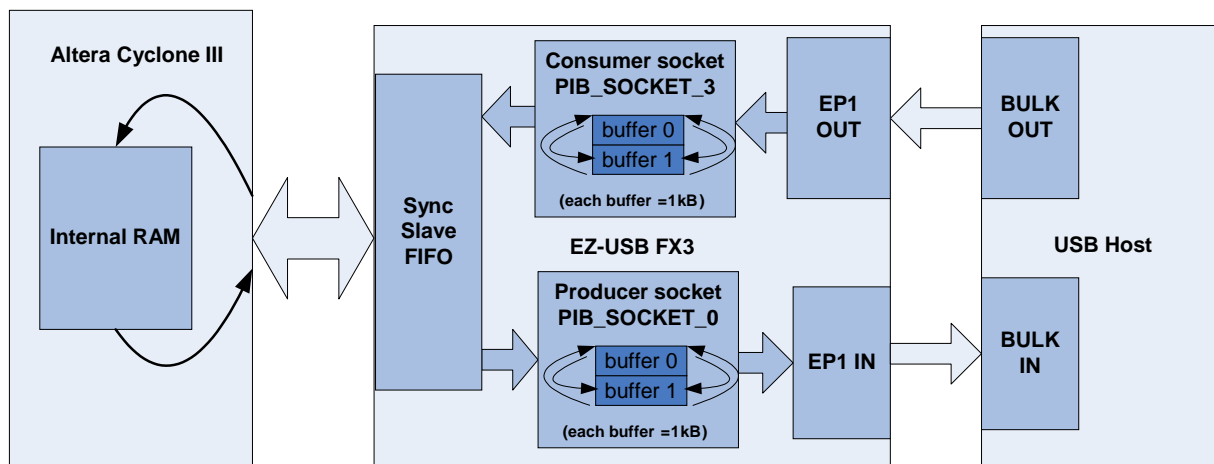 Altera Cyclone III
Internal RAM
Sync
Slave
FIFO
Consumer socket
PIB_SOCKET_3
buffer 0
buffer 1
(each buffer =1kB)
EP1
OUT
BULK
OUT
EZ-USB FX3
USB Host
Producer socket
PIB_SOCKET_0
buffer 0
buffer 1
(each buffer =1kB)
EP1 IN
BULK
IN